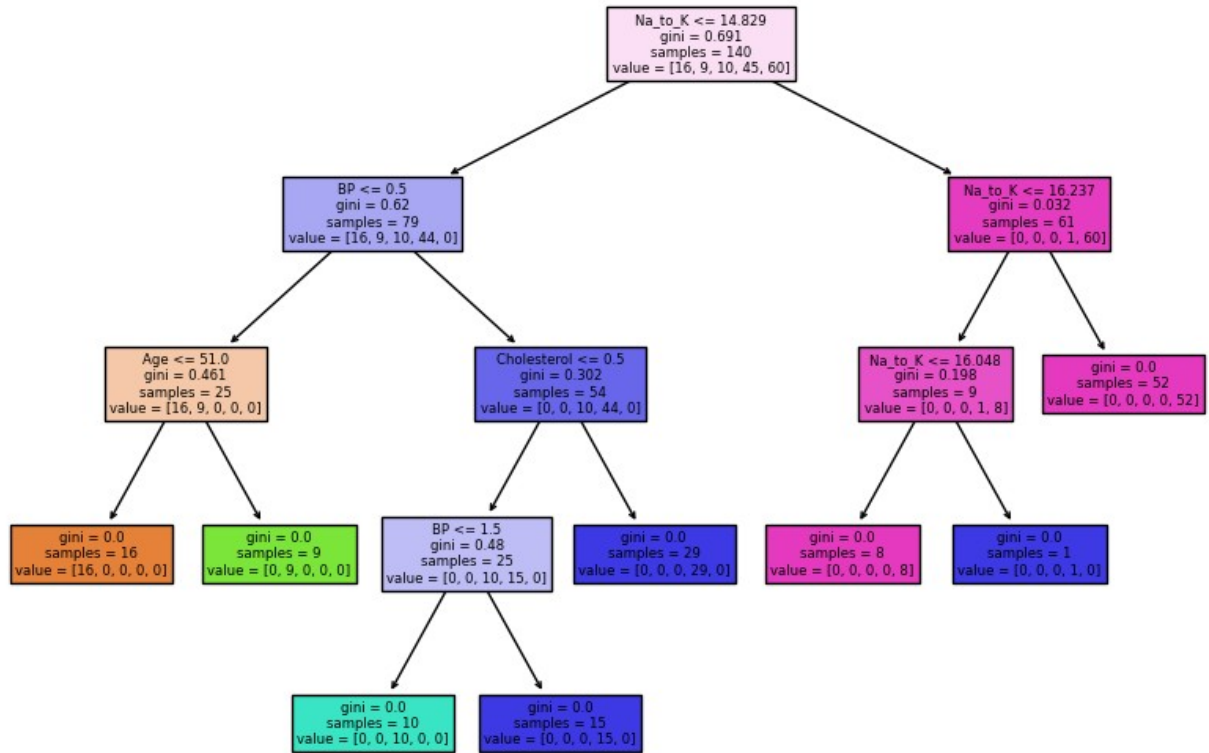 Na_to_K <= 14.829
gini = 0.691
samples = 140
value = [16, 9, 10, 45, 60]
BP <= 0.5
gini = 0.62
samples = 79
value = [16, 9, 10, 44, 0]
Na_to_K <= 16.237
gini = 0.032
samples = 61
value = [0, 0, 0, 1, 60]
Age <= 51.0
gini = 0.461
samples = 25
value = [16, 9, 0, 0, 0]
Cholesterol <= 0.5
gini = 0.302
samples = 54
value = [0, 0, 10, 44, 0]
Na_to_K <= 16.048
gini = 0.198
samples = 9
value = [0, 0, 0, 1, 8]
gini = 0.0
samples = 52
value = [0, 0, 0, 0, 52]
gini = 0.0
samples = 16
value = [16, 0, 0, 0, 0]
gini = 0.0
samples = 9
value = [0, 9, 0, 0, 0]
BP <= 1.5
gini = 0.48
samples = 25
value = [0, 0, 10, 15, 0]
gini = 0.0
samples = 29
value = [0, 0, 0, 29, 0]
gini = 0.0
samples = 8
value = [0, 0, 0, 0, 8]
gini = 0.0
samples = 1
value = [0, 0, 0, 1, 0]
gini = 0.0
samples = 10
value = [0, 0, 10, 0, 0]
gini = 0.0
samples = 15
value = [0, 0, 0, 15, 0]